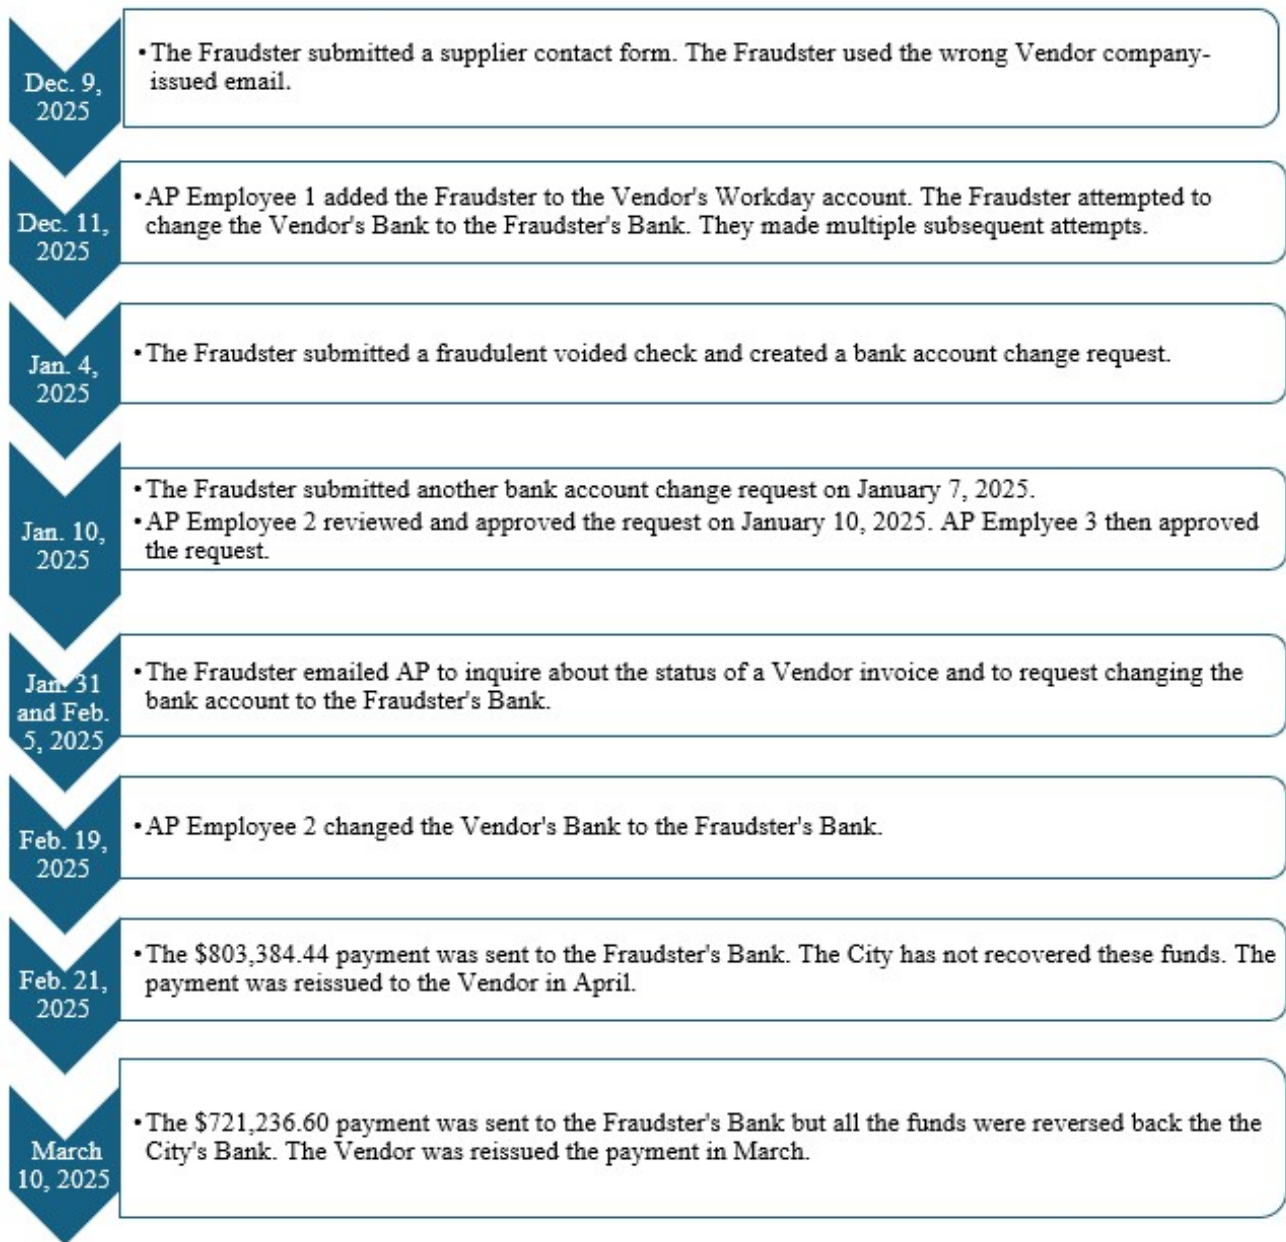 Dec. 9,
2025
•The Fraudster submitted a supplier contact form. The Fraudster used the wrong Vendor company-
issued email.
Dec. 11,
2025
•AP Employee 1 added the Fraudster to the Vendor's Workday account. The Fraudster attempted to
change the Vendor's Bank to the Fraudster's Bank. They made multiple subsequent attempts.
Jan. 4,
2025
•The Fraudster submitted a fraudulent voided check and created a bank account change request.
Jan. 10,
2025
•The Fraudster submitted another bank account change request on January 7, 2025.
•AP Employee 2 reviewed and approved the request on January 10, 2025. AP Emplyee 3 then approved
the request.
Jan. 31
and Feb.
5, 2025
•The Fraudster emailed AP to inquire about the status of a Vendor invoice and to request changing the
bank account to the Fraudster's Bank.
Feb. 19,
2025
•AP Employee 2 changed the Vendor's Bank to the Fraudster's Bank.
Feb. 21,
2025
•The $803,384.44 payment was sent to the Fraudster's Bank. The City has not recovered these funds. The
payment was reissued to the Vendor in April.
March
10, 2025
•The $721,236.60 payment was sent to the Fraudster's Bank but all the funds were reversed back the the
City's Bank. The Vendor was reissued the payment in March.